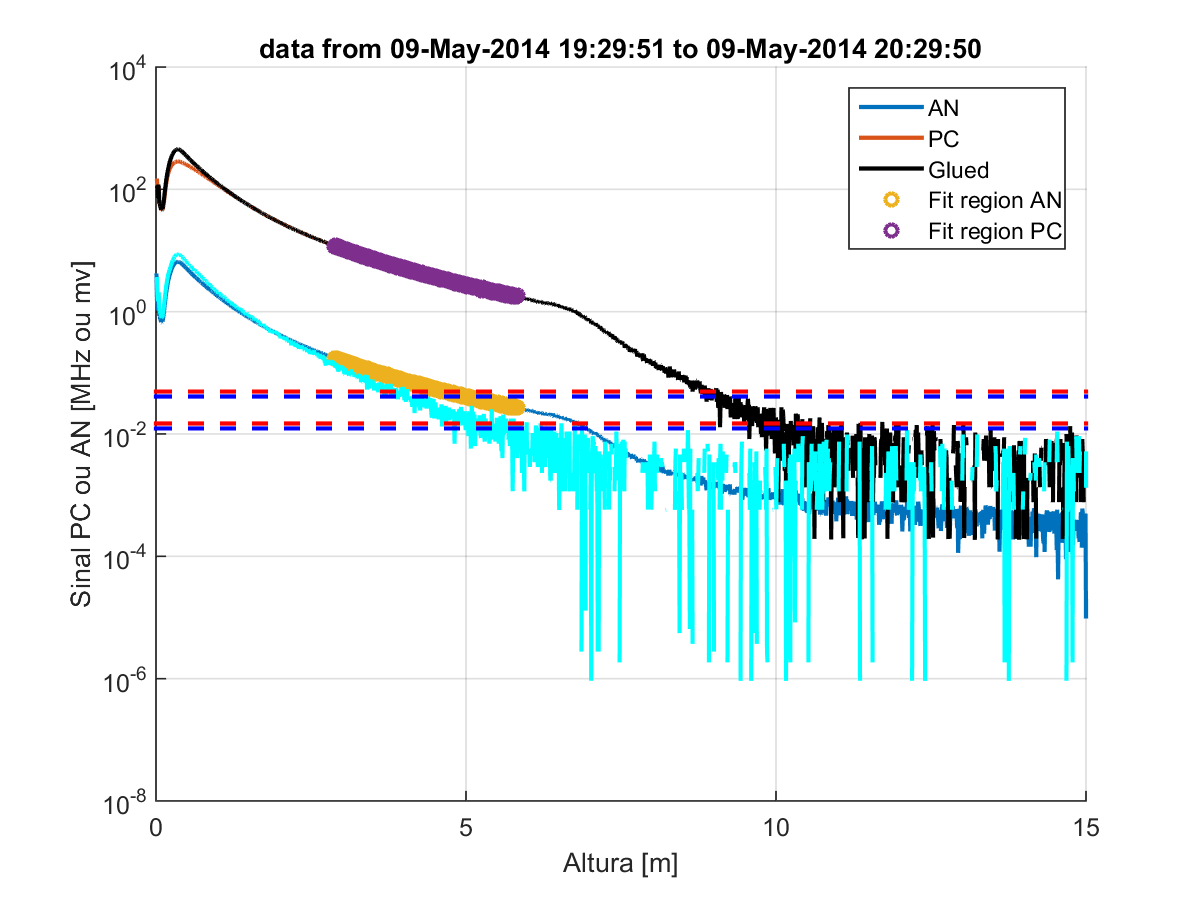 data from 09-May-2014 19:29:51 to 09-May-2014 20:29:50
10^4
10^2
10^0
10^-2
10^-4
10^-6
10^-8
Sinal PC ou AN [MHz ou mv]
AN
PC
Glued
Fit region AN
Fit region PC
0
5
10
15
Altura [m]